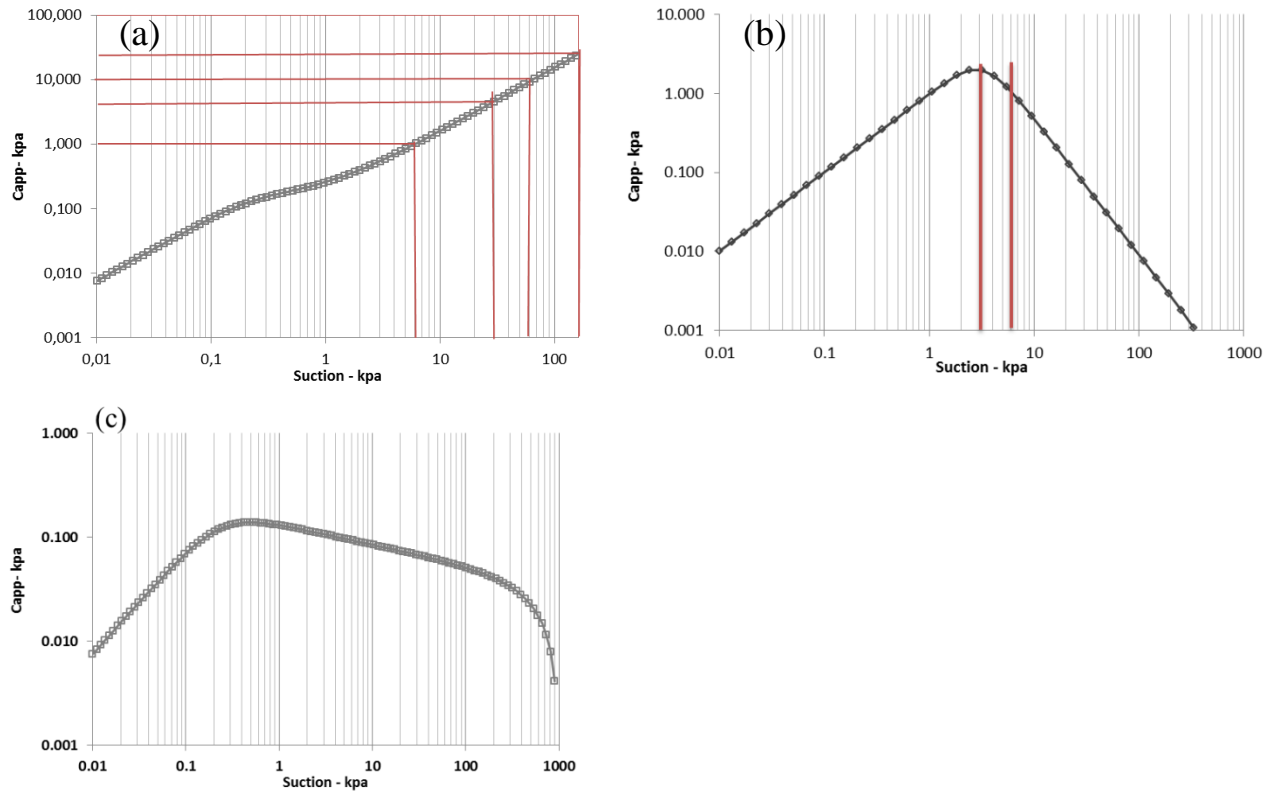 (a)
100,000
10,000
1,000
0,100
0,010
0,001
0,01 0,1 1 10 100
Suction - kpa
Capp- kpa
(b)
10.000
1.000
0.100
0.010
0.001
0.01 0.1 1 10 100 1000
Suction - kpa
Capp- kpa
(c)
1.000
0.100
0.010
0.001
0.01 0.1 1 10 100 1000
Suction - kpa
Capp- kpa